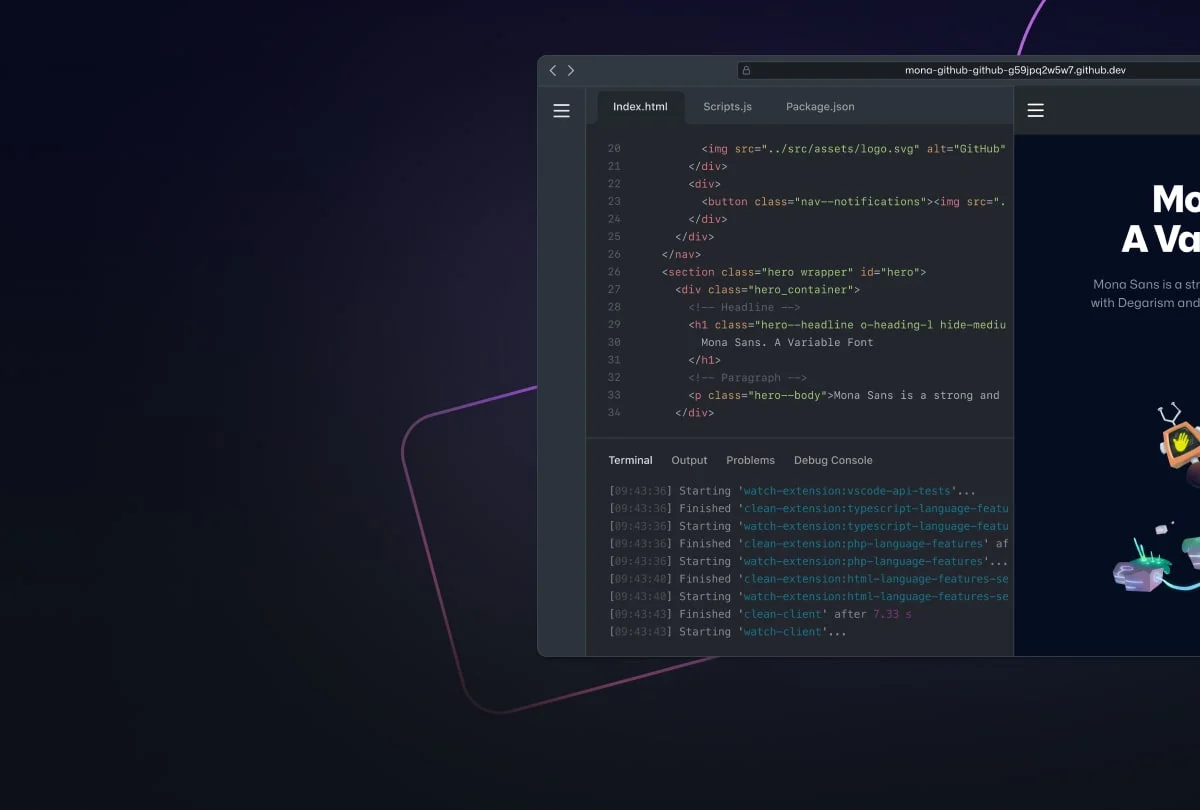 mona-github-github-g59jpq2w5w7.github.dev
Index.html Scripts.js Package.json
20 <img src="../src/assets/logo.svg" alt="GitHub"
21 </div>
22 <div>
23 <button class="nav--notifications"><img src=".
24 </div>
25 </div>
26 </nav>
26 <section class="hero wrapper" id="hero">
27 <div class="hero_container">
28 <!-- Headline -->
29 <h1 class="hero--headline o-heading-l hide-mediu
30 Mona Sans. A Variable Font
31 </h1>
32 <!-- Paragraph -->
33 <p class="hero--body">Mona Sans is a strong and
34 </div>
Terminal Output Problems Debug Console
[09:43:36] Starting 'watch-extension:vscode-api-tests'...
[09:43:36] Finished 'clean-extension:typescript-language-featu
[09:43:36] Starting 'watch-extension:typescript-language-featu
[09:43:36] Finished 'clean-extension:php-language-features' af
[09:43:36] Starting 'watch-extension:php-language-features'...
[09:43:40] Finished 'clean-extension:html-language-features-se
[09:43:40] Starting 'watch-extension:html-language-features-se
[09:43:43] Finished 'clean-client' after 7.33 s
[09:43:43] Starting 'watch-client'...
Mo
A Va
Mona Sans is a str
with Degarism and